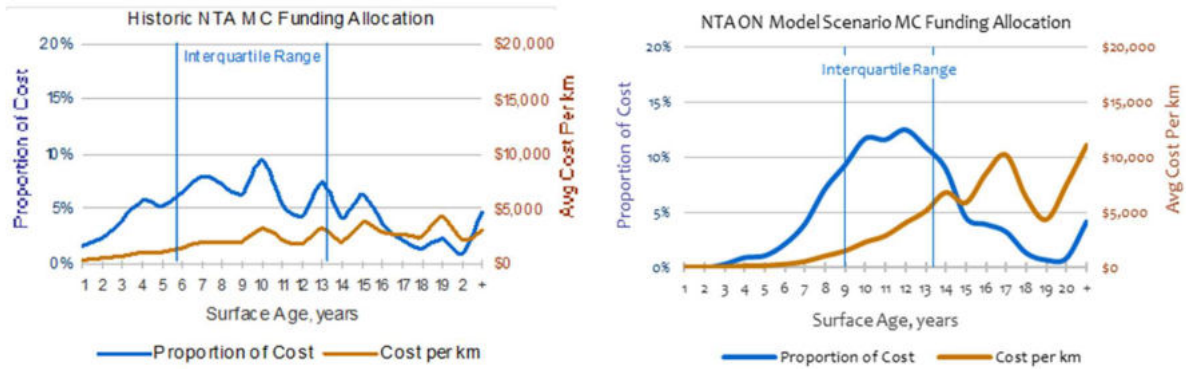 Historic NTA MC Funding Allocation
20%
15%
10%
5%
0%
Proportion of Cost
Interquartile Range
$20,000
$15,000
$10,000
$5,000
$0
Avg Cost Per km
1 2 3 4 5 6 7 8 9 10 11 12 13 14 15 16 17 18 19 2 +
Surface Age, years
Proportion of Cost Cost per km
NTA ON Model Scenario MC Funding Allocation
20%
15%
10%
5%
0%
Proportion of Cost
Interquartile Range
$20,000
$15,000
$10,000
$5,000
$0
Avg Cost Per km
1 2 3 4 5 6 7 8 9 10 11 12 13 14 15 16 17 18 19 20 +
Surface Age, years
Proportion of Cost Cost per km